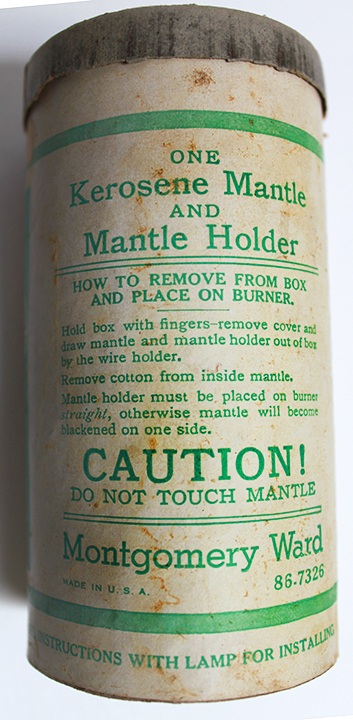 ONE
Kerosene Mantle
AND
Mantle Holder
HOW TO REMOVE FROM BOX
AND PLACE ON BURNER.
Hold box with fingers-remove cover and
draw mantle and mantle holder out of box
by the wire holder.
Remove cotton from inside mantle.
Mantle holder must be placed on burner
straight, otherwise mantle will become
blackened on one side.
CAUTION!
DO NOT TOUCH MANTLE
Montgomery Ward
MADE IN U.S.A.
86.7326
INSTRUCTIONS WITH LAMP FOR INSTALLING